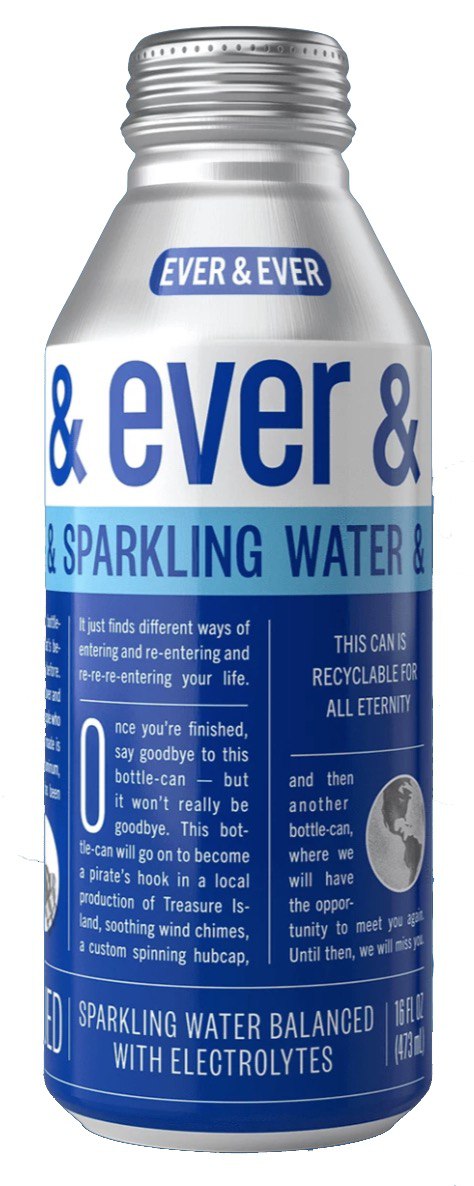 EVER & EVER
& ever &
& SPARKLING WATER &
It just finds different ways of
entering and re-entering and
re-re-re-entering your life.
Once you're finished,
say goodbye to this
bottle-can — but
it won't really be
goodbye. This bot-
tle-can will go on to become
a pirate's hook in a local
production of Treasure Is-
land, soothing wind chimes,
a custom spinning hubcap,
THIS CAN IS
RECYCLABLE FOR
ALL ETERNITY
and then
another
bottle-can,
where we
will have
the oppor-
tunity to meet you again.
Until then, we will miss you.
SPARKLING WATER BALANCED
WITH ELECTROLYTES
16 FL OZ
(473 mL)